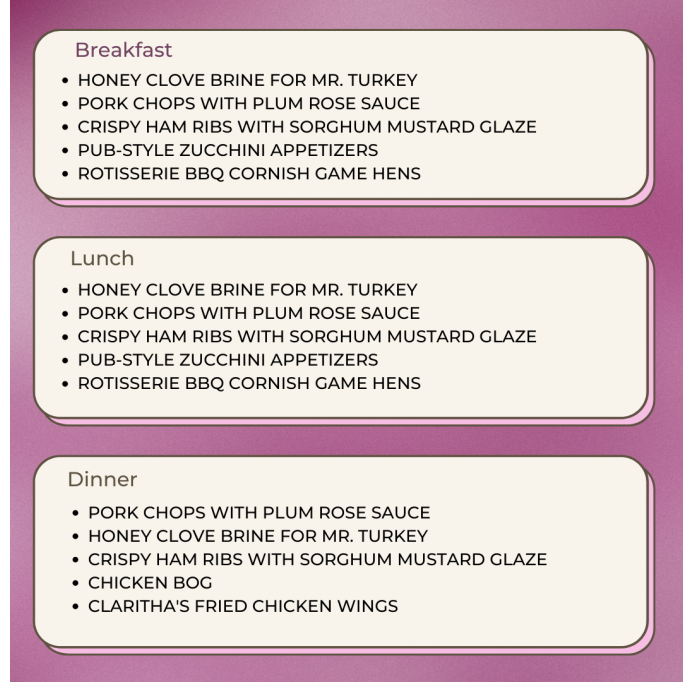 Breakfast
• HONEY CLOVE BRINE FOR MR. TURKEY
• PORK CHOPS WITH PLUM ROSE SAUCE
• CRISPY HAM RIBS WITH SORGHUM MUSTARD GLAZE
• PUB-STYLE ZUCCHINI APPETIZERS
• ROTISSERIE BBQ CORNISH GAME HENS
Lunch
• HONEY CLOVE BRINE FOR MR. TURKEY
• PORK CHOPS WITH PLUM ROSE SAUCE
• CRISPY HAM RIBS WITH SORGHUM MUSTARD GLAZE
• PUB-STYLE ZUCCHINI APPETIZERS
• ROTISSERIE BBQ CORNISH GAME HENS
Dinner
• PORK CHOPS WITH PLUM ROSE SAUCE
• HONEY CLOVE BRINE FOR MR. TURKEY
• CRISPY HAM RIBS WITH SORGHUM MUSTARD GLAZE
• CHICKEN BOG
• CLARITHA'S FRIED CHICKEN WINGS